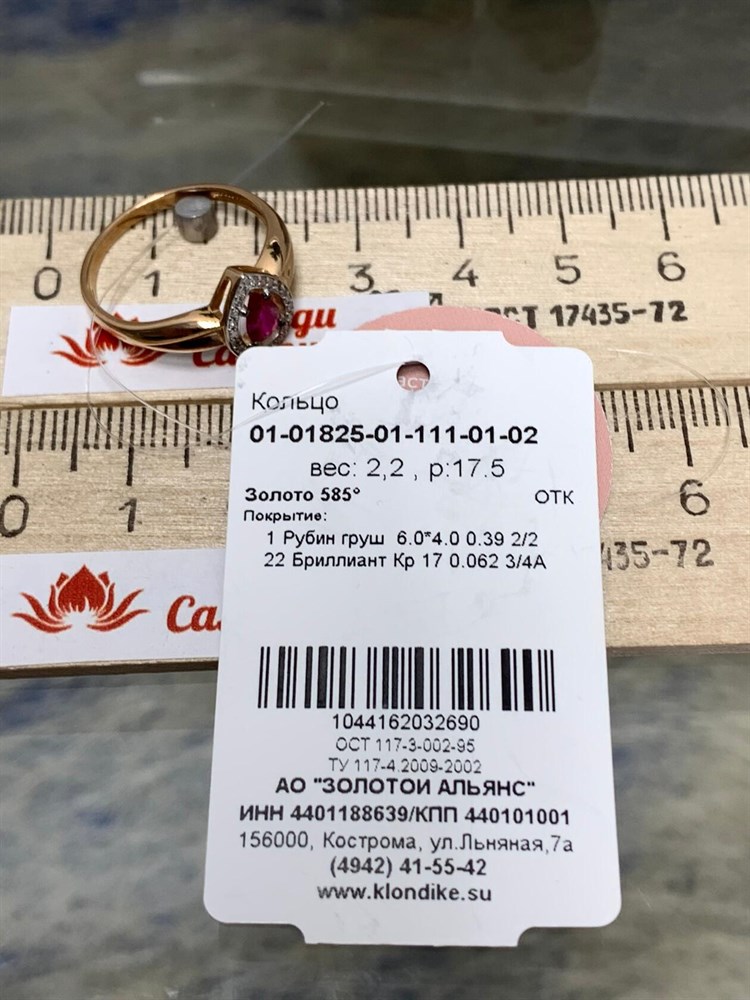 0 1 3 4 5 6
ОСТ 17435-72
Кольцо
01-01825-01-111-01-02
вес: 2,2 , р:17.5
Золото 585° ОТК
Покрытие:
1 Рубин груш 6.0*4.0 0.39 2/2
22 Бриллиант Кр 17 0.062 3/4А
0 1 6
435-72
1044162032690
ОСТ 117-3-002-95
ТУ 117-4.2009-2002
АО "ЗОЛОТОЙ АЛЬЯНС"
ИНН 4401188639/КПП 440101001
156000, Кострома, ул.Льняная,7а
(4942) 41-55-42
www.klondike.su